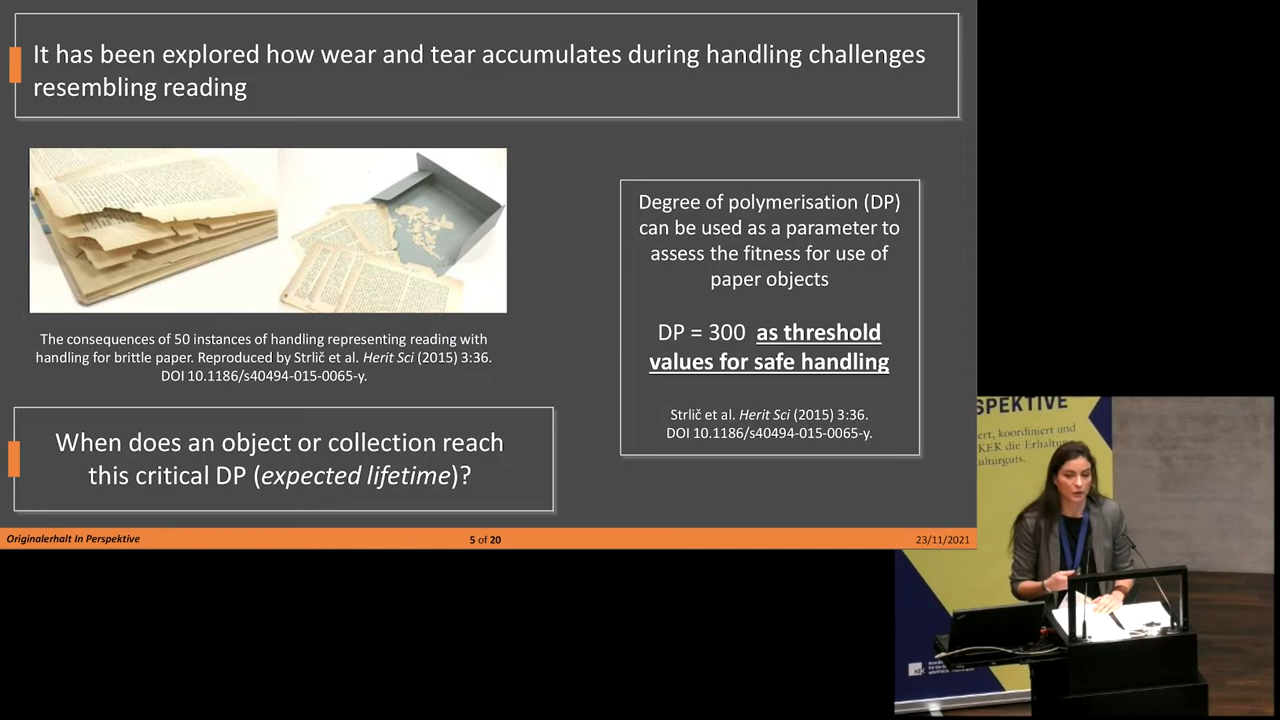 It has been explored how wear and tear accumulates during handling challenges
resembling reading
The consequences of 50 instances of handling representing reading with
handling for brittle paper. Reproduced by Strlič et al. Herit Sci (2015) 3:36.
DOI 10.1186/s40494-015-0065-y.
Degree of polymerisation (DP)
can be used as a parameter to
assess the fitness for use of
paper objects
DP = 300 as threshold
values for safe handling
Strlič et al. Herit Sci (2015) 3:36.
DOI 10.1186/s40494-015-0065-y.
When does an object or collection reach
this critical DP (expected lifetime)?
Originalerhalt In Perspektive
5 of 20
23/11/2021
SPEKTIVE
ert, koordiniert und
KEK die Erhaltung
ulturguts.